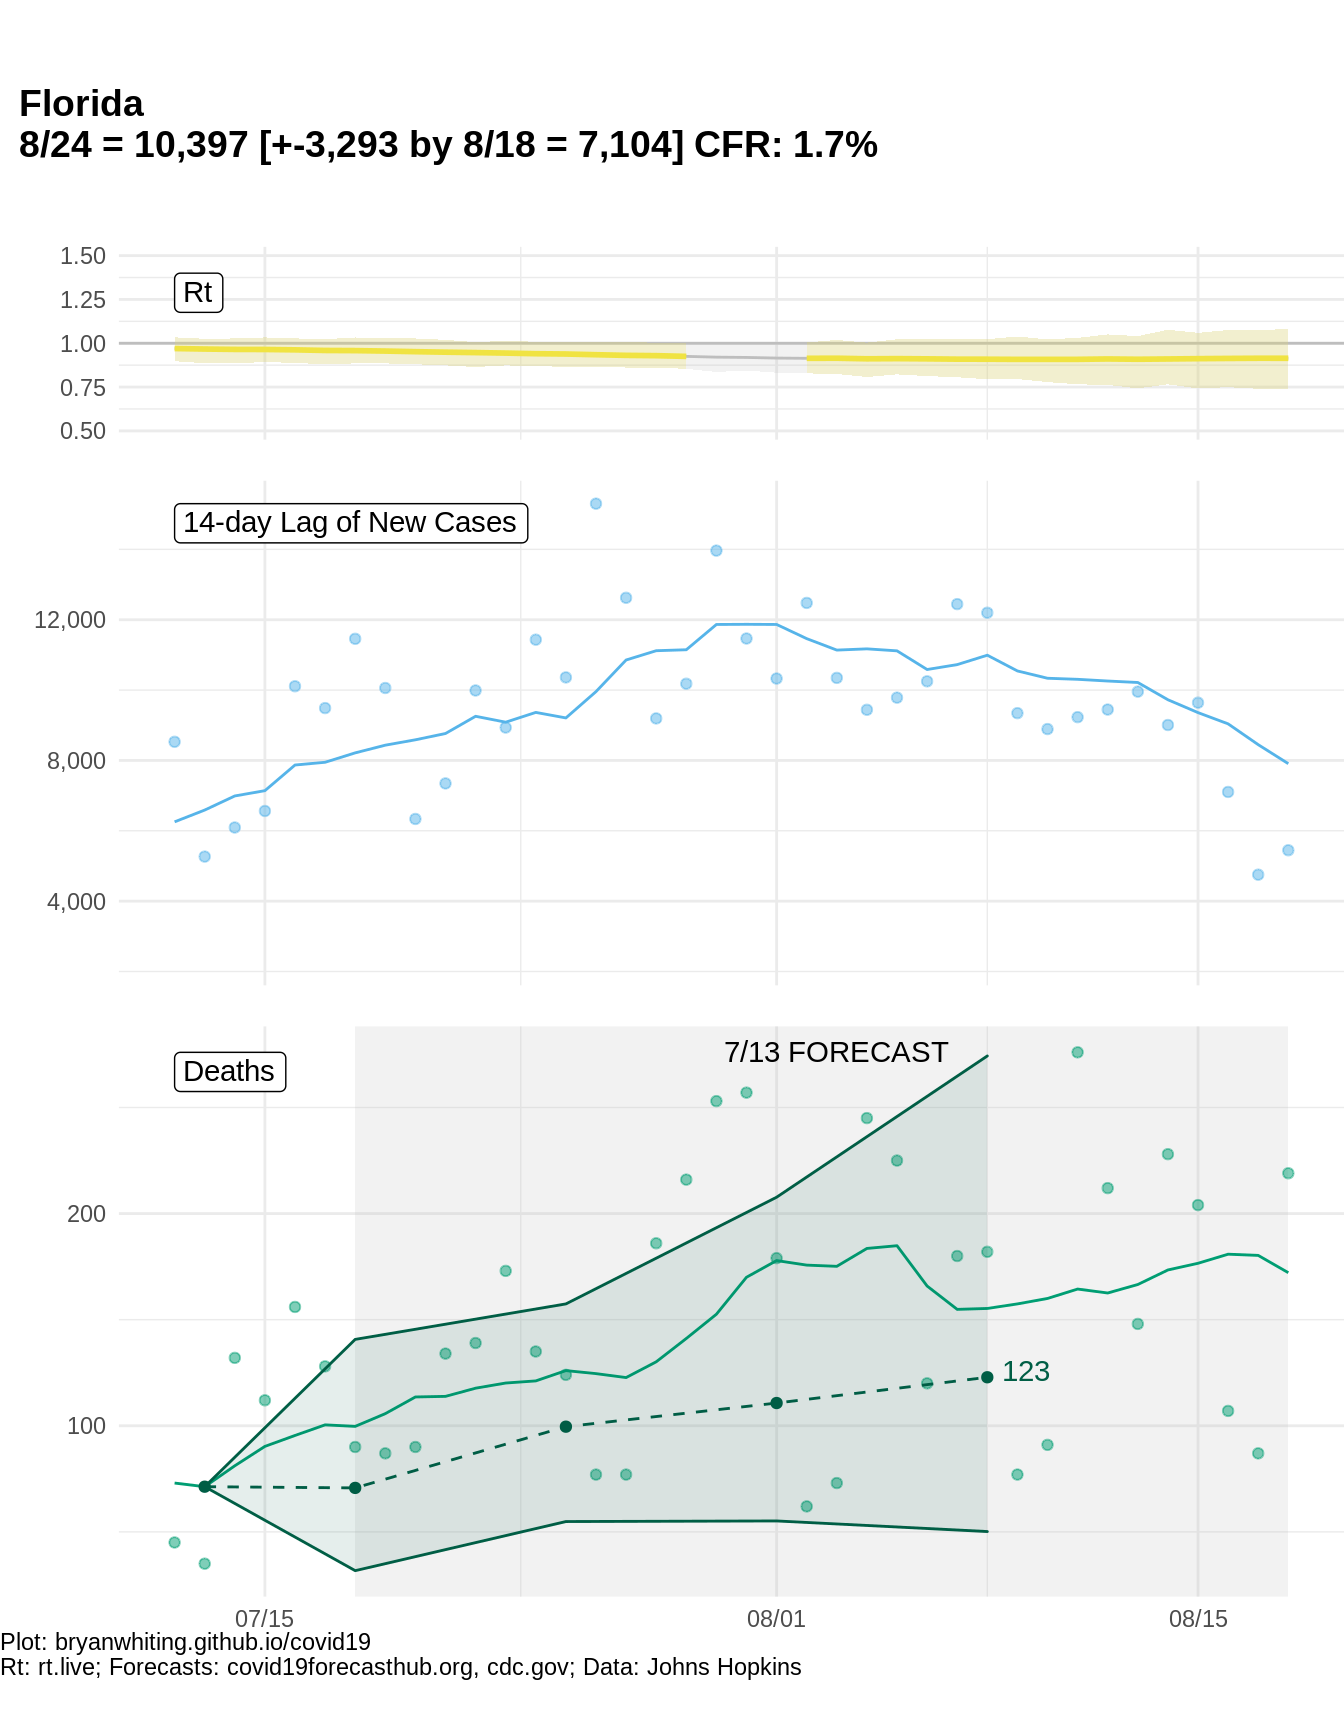 Florida
8/24 = 10,397 [+-3,293 by 8/18 = 7,104] CFR: 1.7%
1.50
Rt
1.25
1.00
0.75
0.50
14-day Lag of New Cases
12,000
8,000
4,000
7/13 FORECAST
Deaths
200
123
100
07/15 08/01 08/15
Plot: bryanwhiting.github.io/covid19
Rt: rt.live; Forecasts: covid19forecasthub.org, cdc.gov; Data: Johns Hopkins